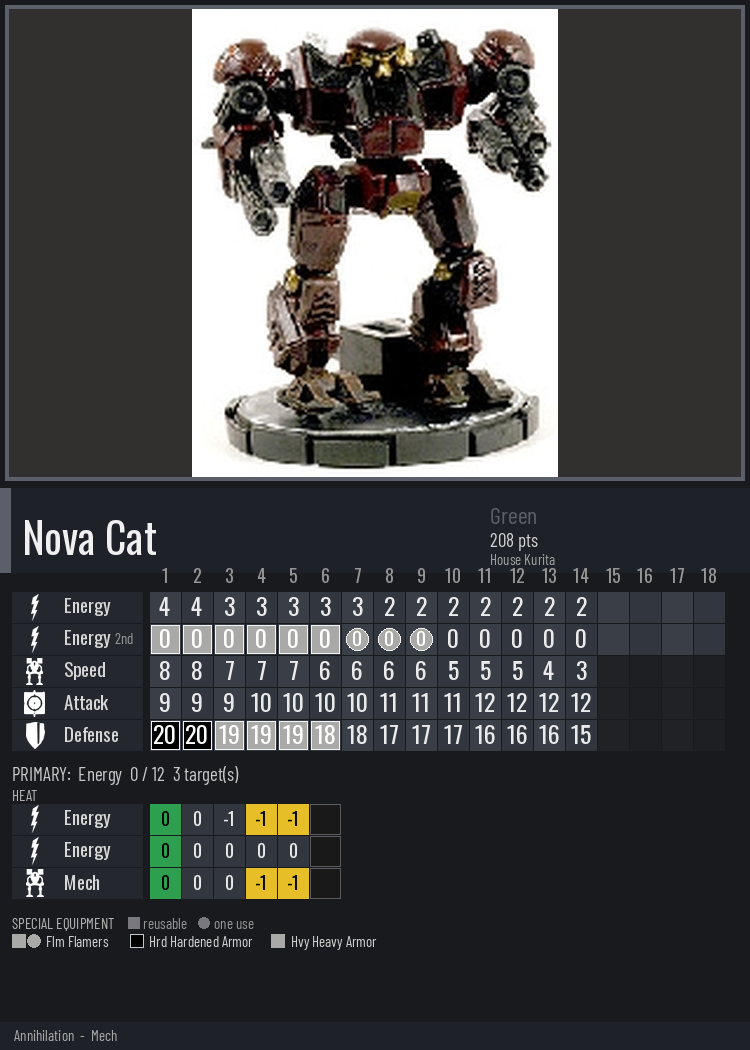 Nova Cat
Green
208 pts
House Kurita
1 2 3 4 5 6 7 8 9 10 11 12 13 14 15 16 17 18
Energy 4 4 3 3 3 3 3 2 2 2 2 2 2 2
Energy 2nd 0 0 0 0 0 0 0 0 0 0 0 0 0 0
Speed 8 8 7 7 7 6 6 6 6 5 5 5 4 3
Attack 9 9 9 10 10 10 10 11 11 11 12 12 12 12
Defense 20 20 19 19 19 18 18 17 17 17 16 16 16 15
PRIMARY: Energy 0 / 12 3 target(s)
HEAT
Energy 0 0 -1 -1 -1
Energy 0 0 0 0 0
Mech 0 0 0 -1 -1
SPECIAL EQUIPMENT reusable one use
Flm Flamers Hrd Hardened Armor Hvy Heavy Armor
Annihilation - Mech